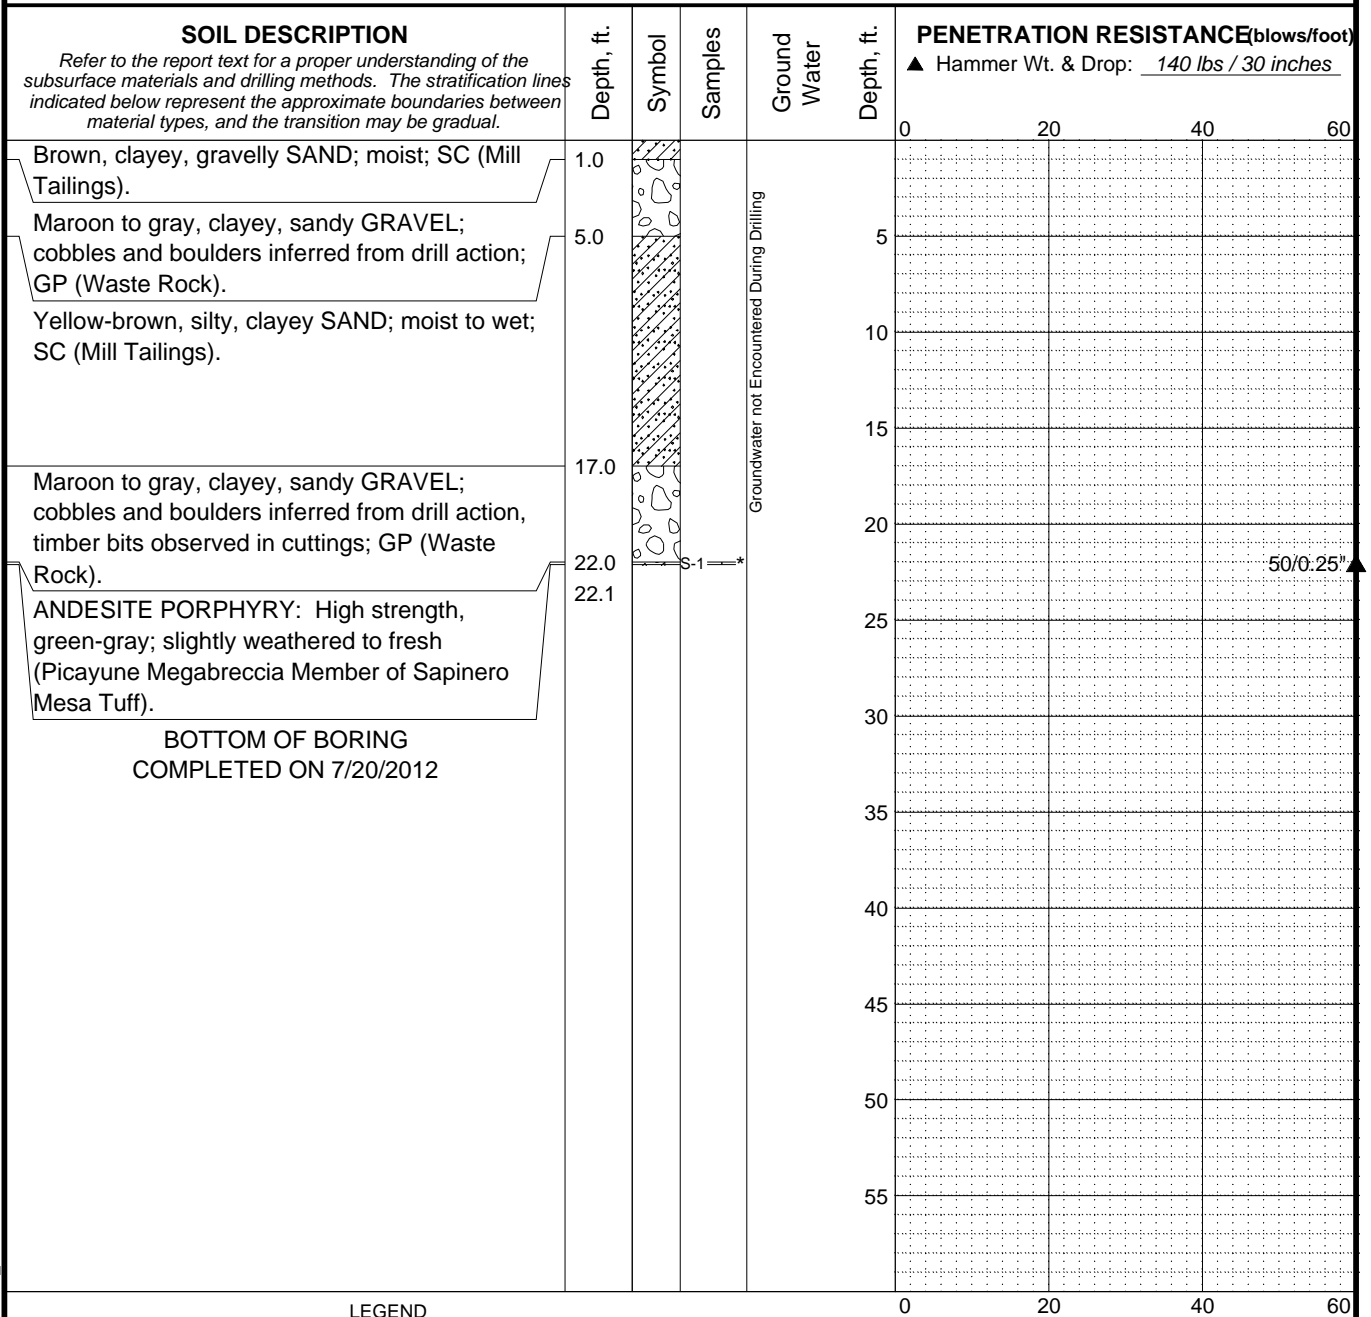 SOIL DESCRIPTION
Refer to the report text for a proper understanding of the
subsurface materials and drilling methods. The stratification lines
indicated below represent the approximate boundaries between
material types, and the transition may be gradual.
Depth, ft.
Symbol
Samples
Ground
Water
Depth, ft.
PENETRATION RESISTANCE (blows/foot)
▲ Hammer Wt. & Drop: 140 lbs / 30 inches
0 20 40 60
Brown, clayey, gravelly SAND; moist; SC (Mill
Tailings).
1.0
Maroon to gray, clayey, sandy GRAVEL;
cobbles and boulders inferred from drill action;
GP (Waste Rock).
5.0
Yellow-brown, silty, clayey SAND; moist to wet;
SC (Mill Tailings).
17.0
Maroon to gray, clayey, sandy GRAVEL;
cobbles and boulders inferred from drill action,
timber bits observed in cuttings; GP (Waste
Rock).
22.0
ANDESITE PORPHYRY: High strength,
green-gray; slightly weathered to fresh
(Picayune Megabreccia Member of Sapinero
Mesa Tuff).
22.1
BOTTOM OF BORING
COMPLETED ON 7/20/2012
S-1 *
Groundwater not Encountered During Drilling
5
10
15
20
25
30
35
40
45
50
55
50/0.25"
LEGEND
0 20 40 60